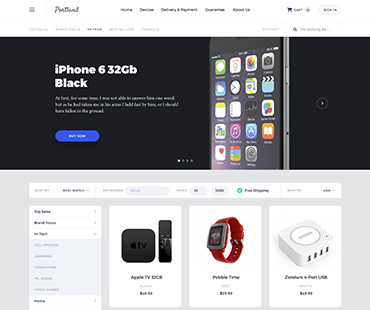 Portland
Home Devices Delivery & Payment Guarantee About Us
CART
SIGN IN
TOP SALES BRAND FOCUS HI-TECH BEST SELLERS PRODUCTS
SUPPORT
I'm looking for...
iPhone 6 32Gb
Black
At first, for some time, I was not able to answer him one word;
but as he had taken me in his arms I held fast by him, or I should
have fallen to the ground.
BUY NOW
SORT BY BEST MATCH KEYWORDS PRICE Free Shipping SHIP TO USA
Top Sales
Brand Focus
Hi-Tech
CELL PHONES
CAMERAS
COMPUTERS
TV, AUDIO
VIDEO GAMES
Home
Apple TV 32GB
BLACK
$49.99
Pebble Time
RED
$29.99
Zendure 4-Port USB
WHITE
$49.99